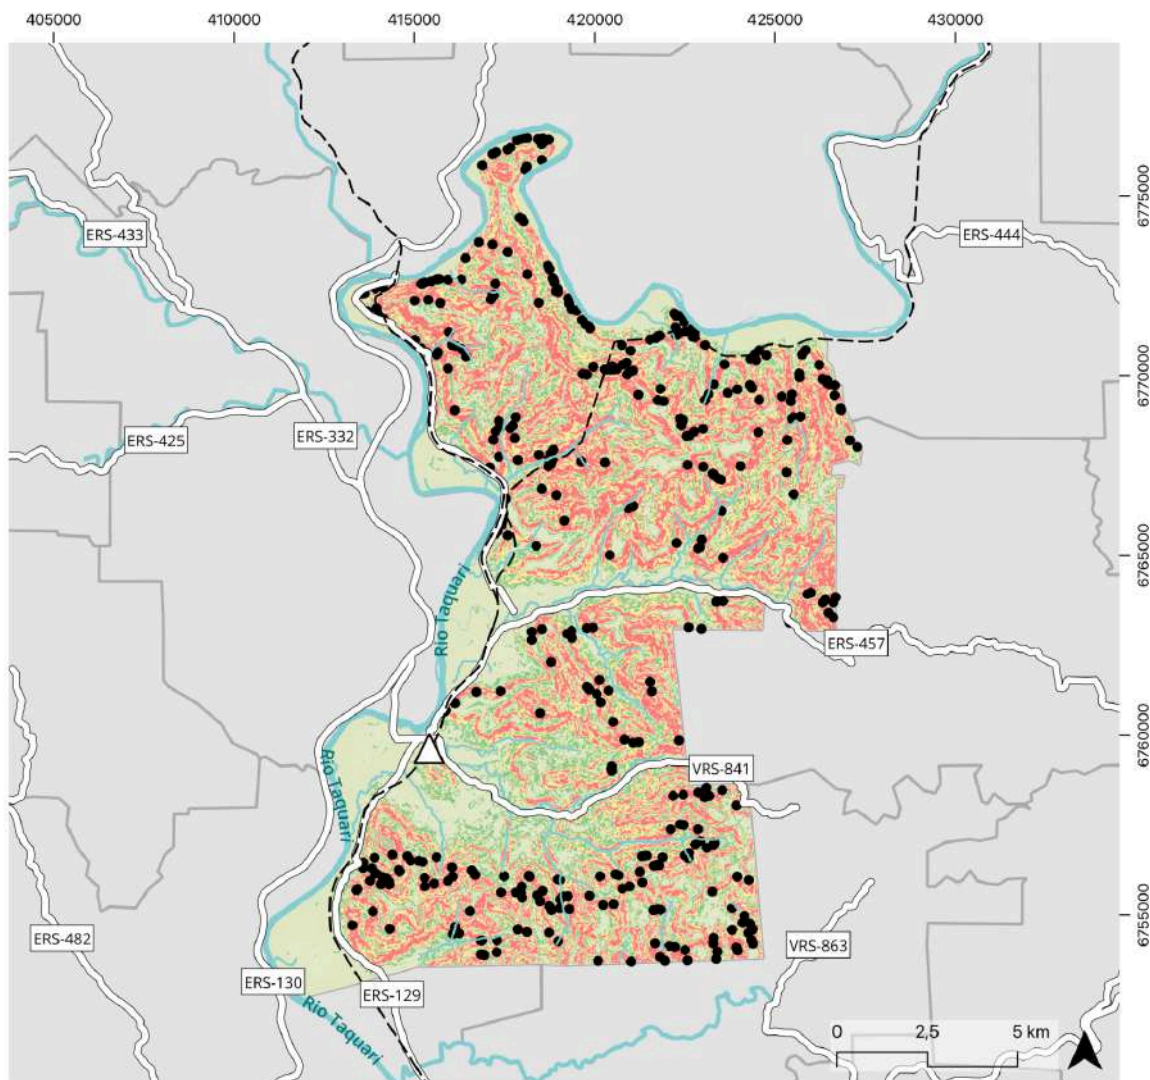 405000 410000 415000 420000 425000 430000
6775000
ERS-433
ERS-444
6770000
ERS-425
ERS-332
6765000
Rio Taquari
ERS-457
6760000
Rio Taquari
VRS-841
6755000
ERS-482
VRS-863
ERS-130
ERS-129
Rio Taquari
0 2,5 5 km